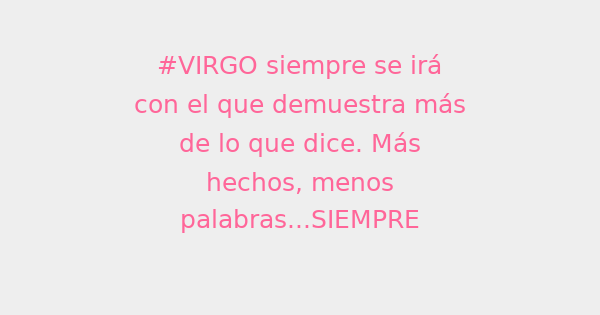 #VIRGO siempre se irá
con el que demuestra más
de lo que dice. Más
hechos, menos
palabras...SIEMPRE